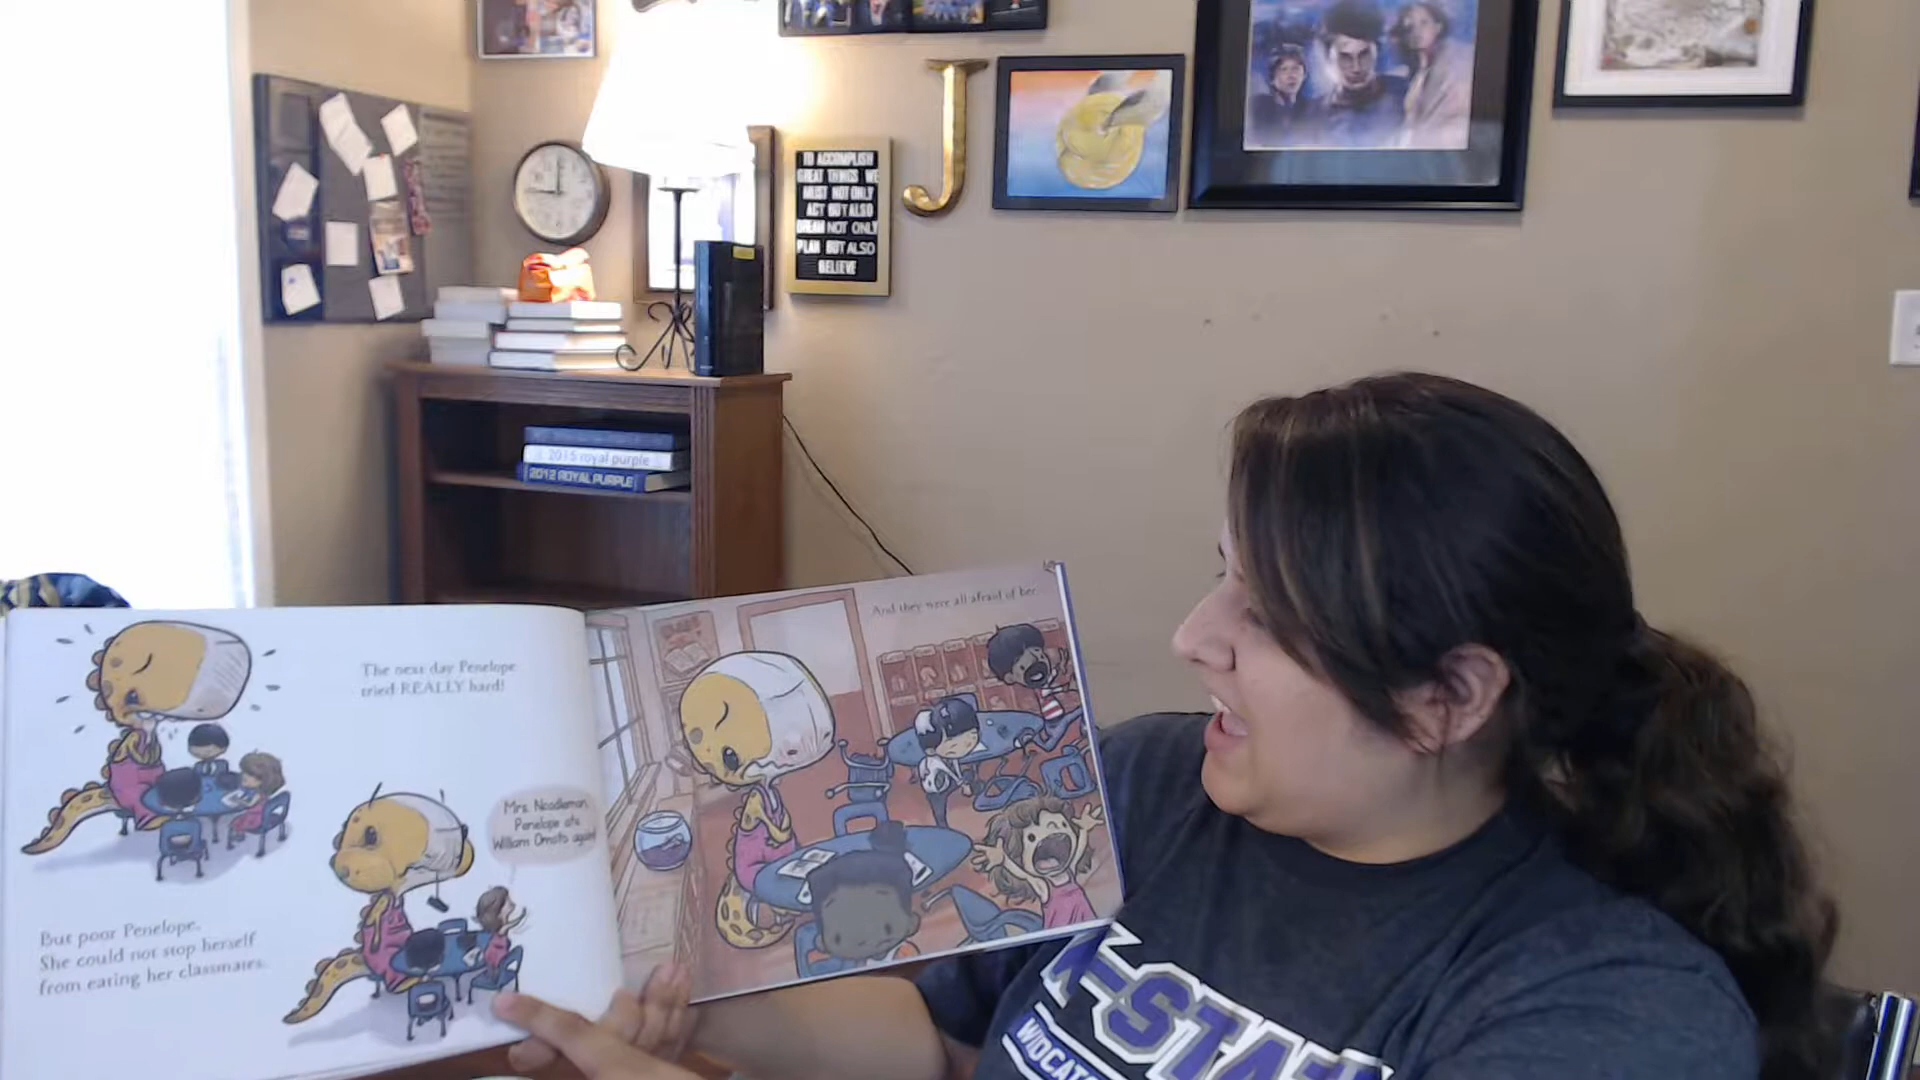 TO ACCOMPLISH
GREAT THINGS WE
MUST NOT ONLY
ACT BUT ALSO
DREAM NOT ONLY
PLAN BUT ALSO
BELIEVE
J
2015 royal purple
2012 ROYAL PURPLE
The next day Penelope
tried REALLY hard!
Mrs. Noodleman,
Penelope ate
William Omoto again!
But poor Penelope,
She could not stop herself
from eating her classmates.
And they were all afraid of her.
K-STATE
WILDCATS